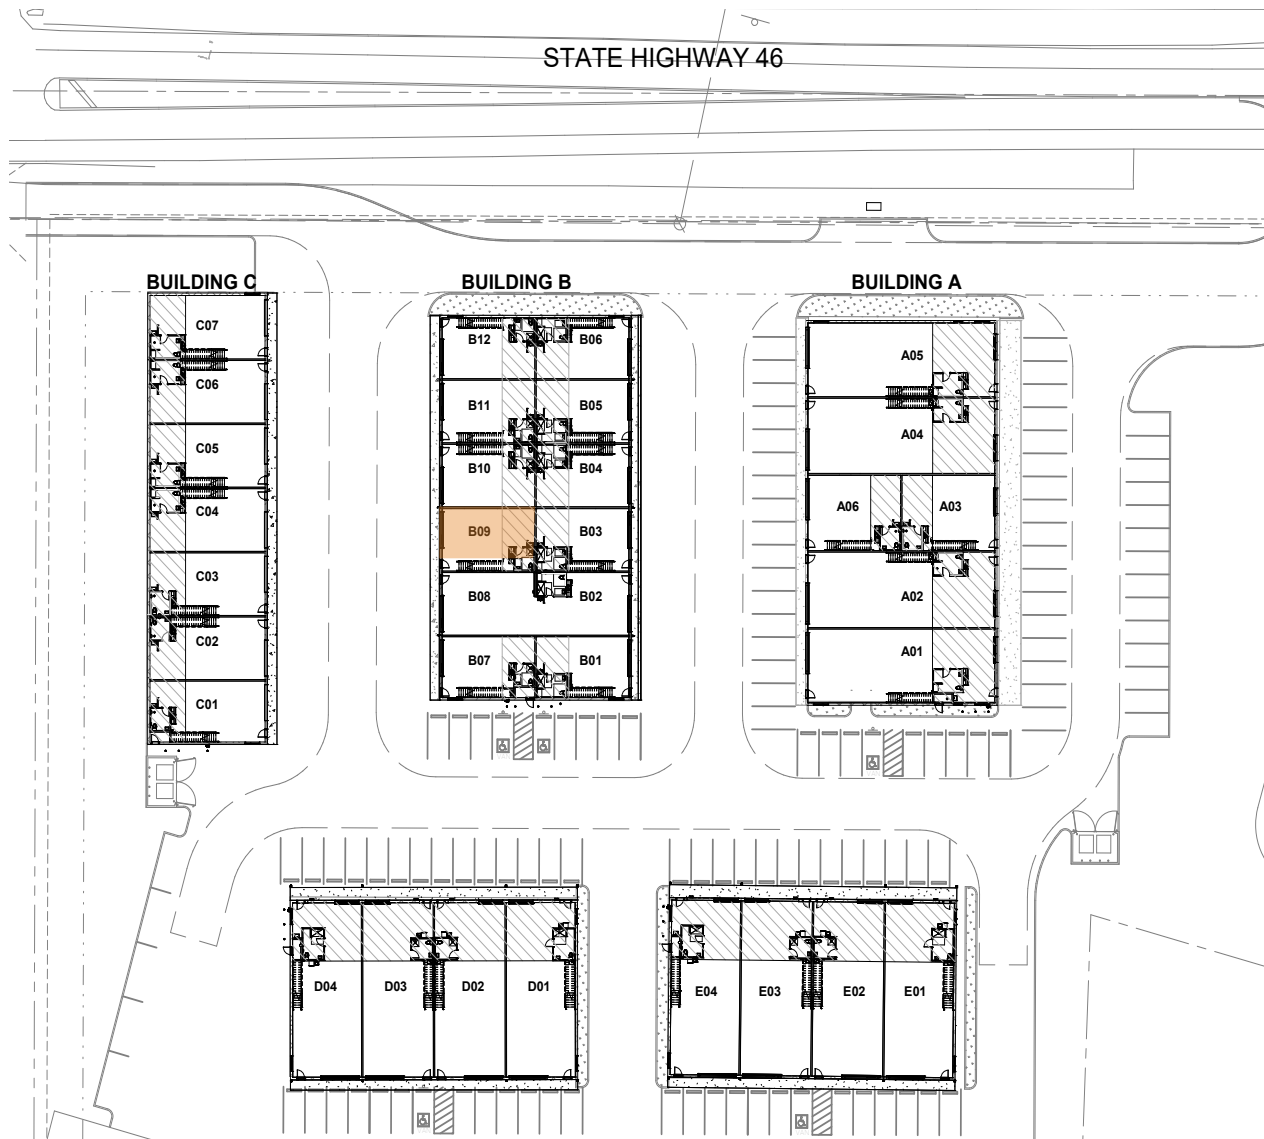 STATE HIGHWAY 46
BUILDING C
BUILDING B
BUILDING A
C07
C06
C05
C04
C03
C02
C01
B12
B06
B11
B05
B10
B04
B09
B03
B08
B02
B07
B01
A05
A04
A06
A03
A02
A01
D04
D03
D02
D01
E04
E03
E02
E01